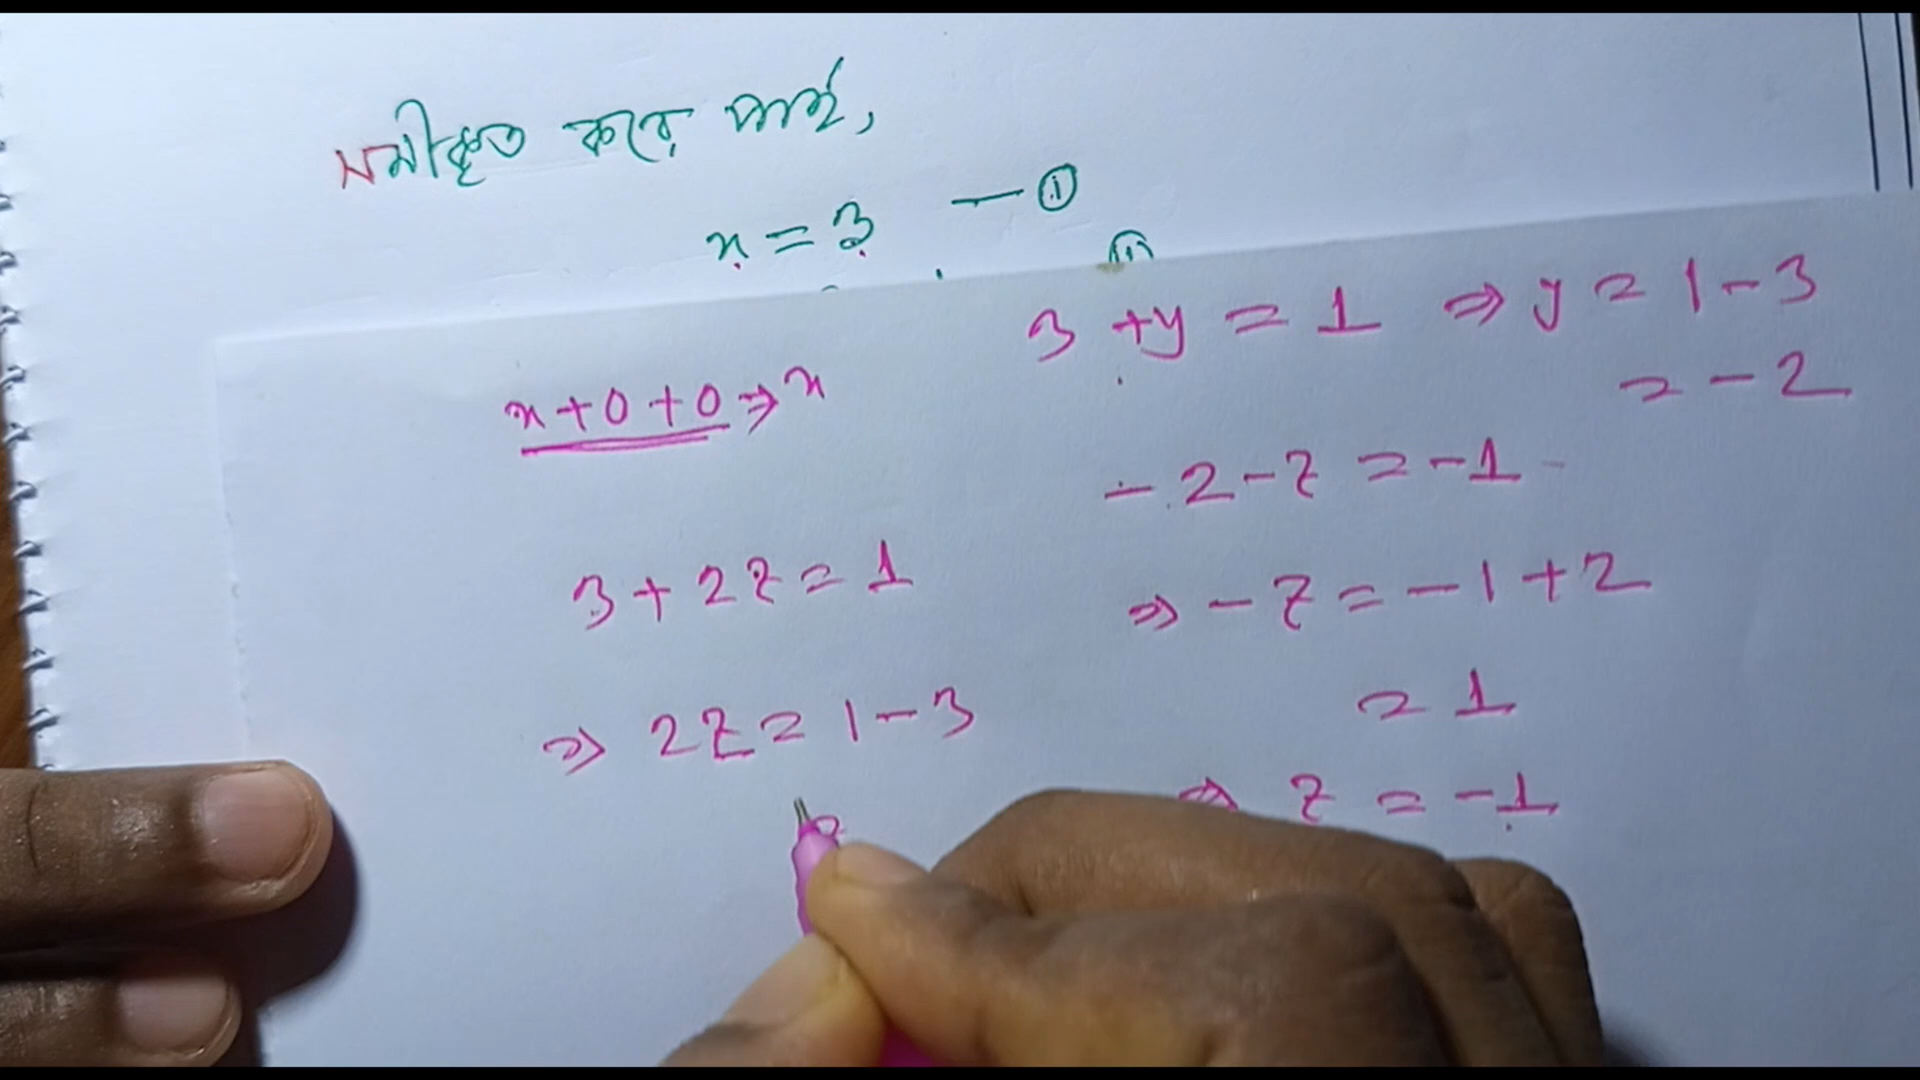 সমীকৃত করে পাই,
x = 3 — (i)
(ii)
3 + y = 1 ⇒ y = 1 - 3
= - 2
x + 0 + 0 ⇒ x
- 2 - z = - 1
3 + 2z = 1
⇒ - z = - 1 + 2
= 1
⇒ 2z = 1 - 3
⇒ z = - 1